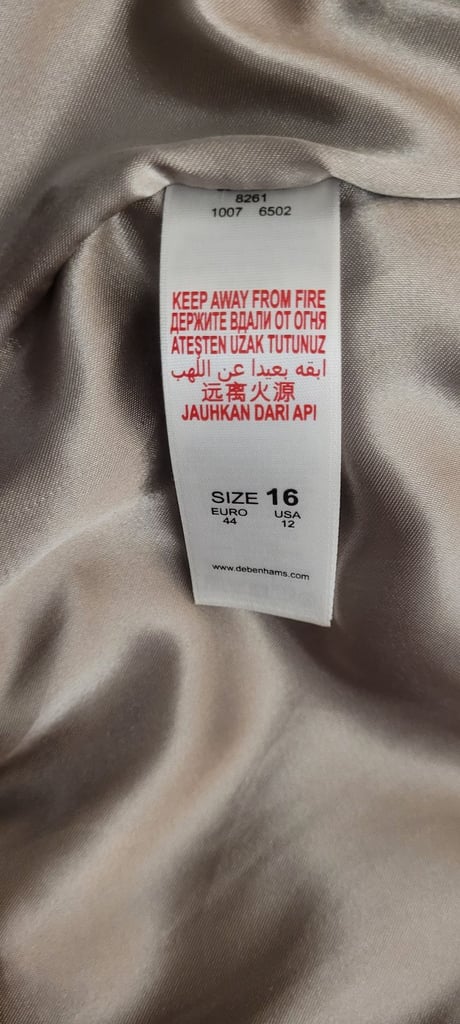 8261
1007 6502
KEEP AWAY FROM FIRE
ДЕРЖИТЕ ВДАЛИ ОТ ОГНЯ
ATEŞTEN UZAK TUTUNUZ
ابقه بعيدا عن اللهب
远离火源
JAUHKAN DARI API
SIZE 16
EURO USA
44 12
www.debenhams.com